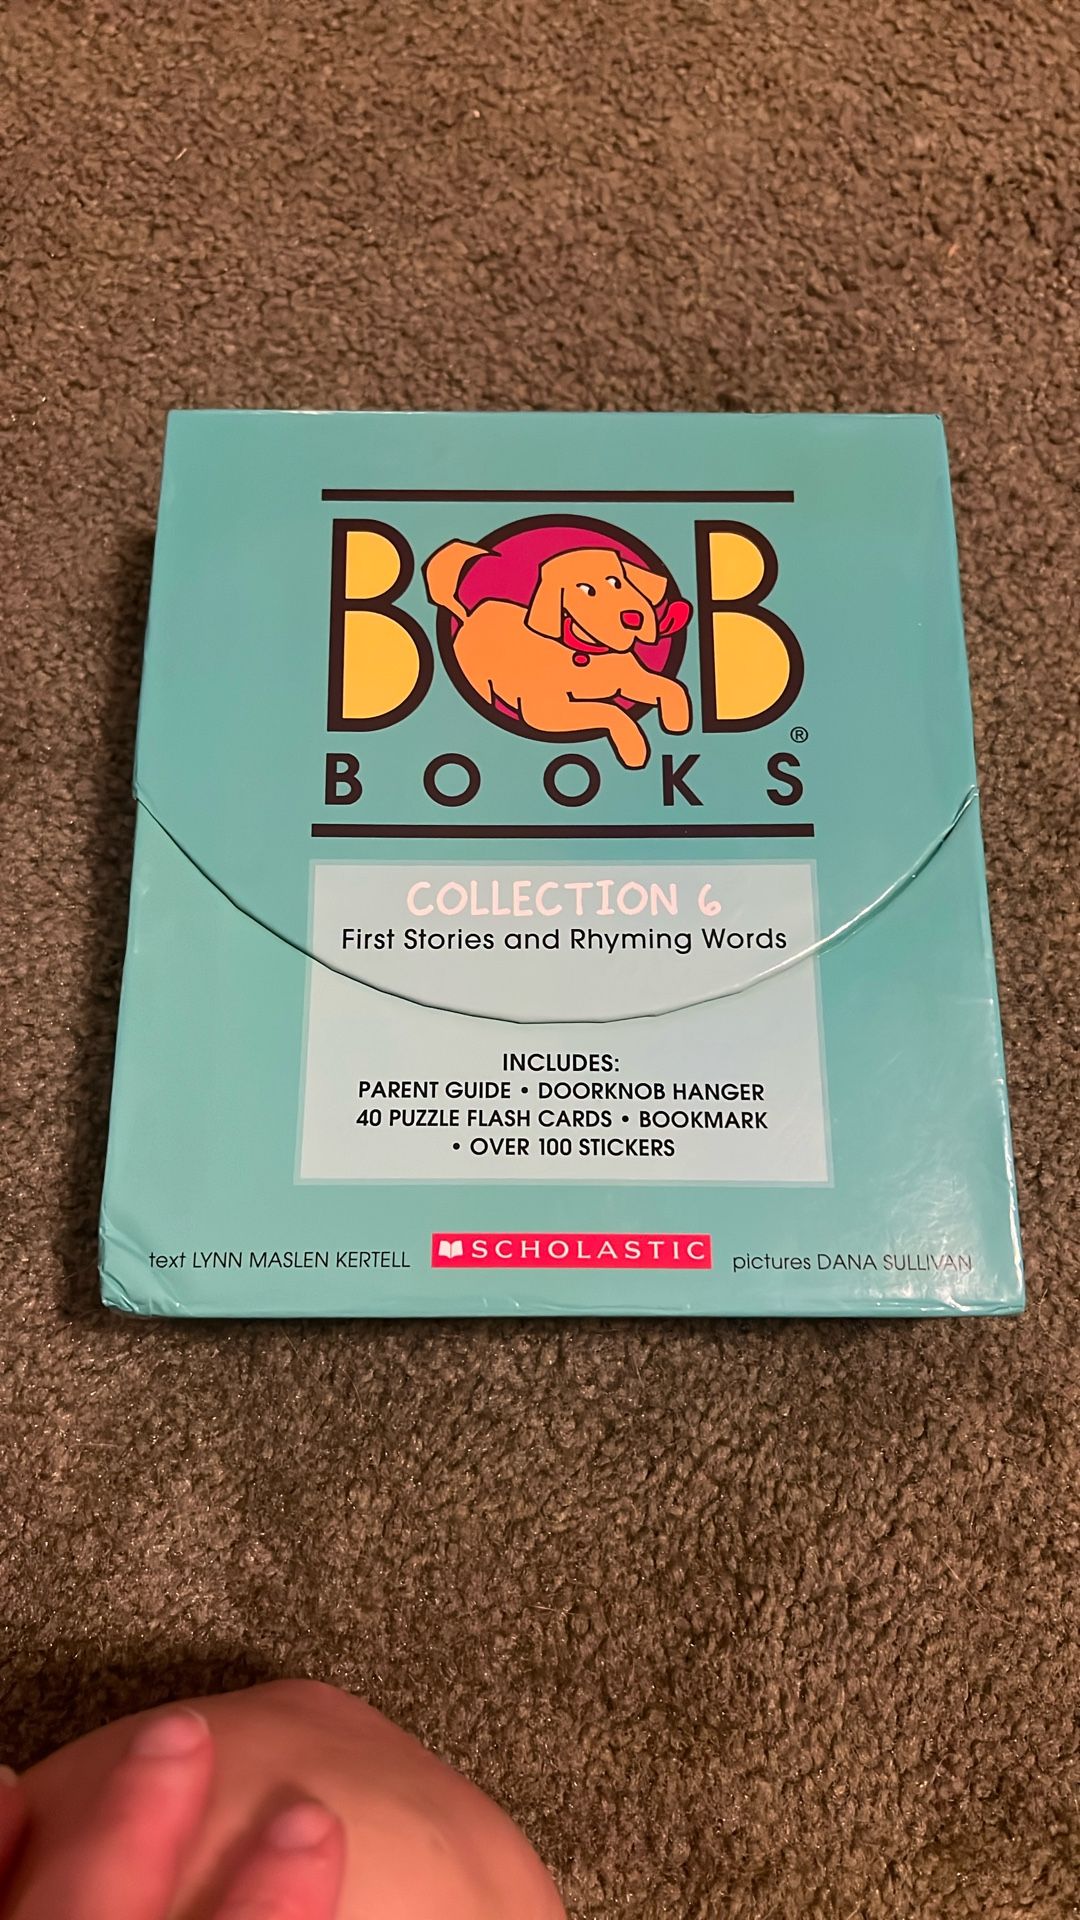 BOB
BOOKS®
COLLECTION 6
First Stories and Rhyming Words
INCLUDES:
PARENT GUIDE • DOORKNOB HANGER
40 PUZZLE FLASH CARDS • BOOKMARK
• OVER 100 STICKERS
text LYNN MASLEN KERTELL
SCHOLASTIC
pictures DANA SULLIVAN